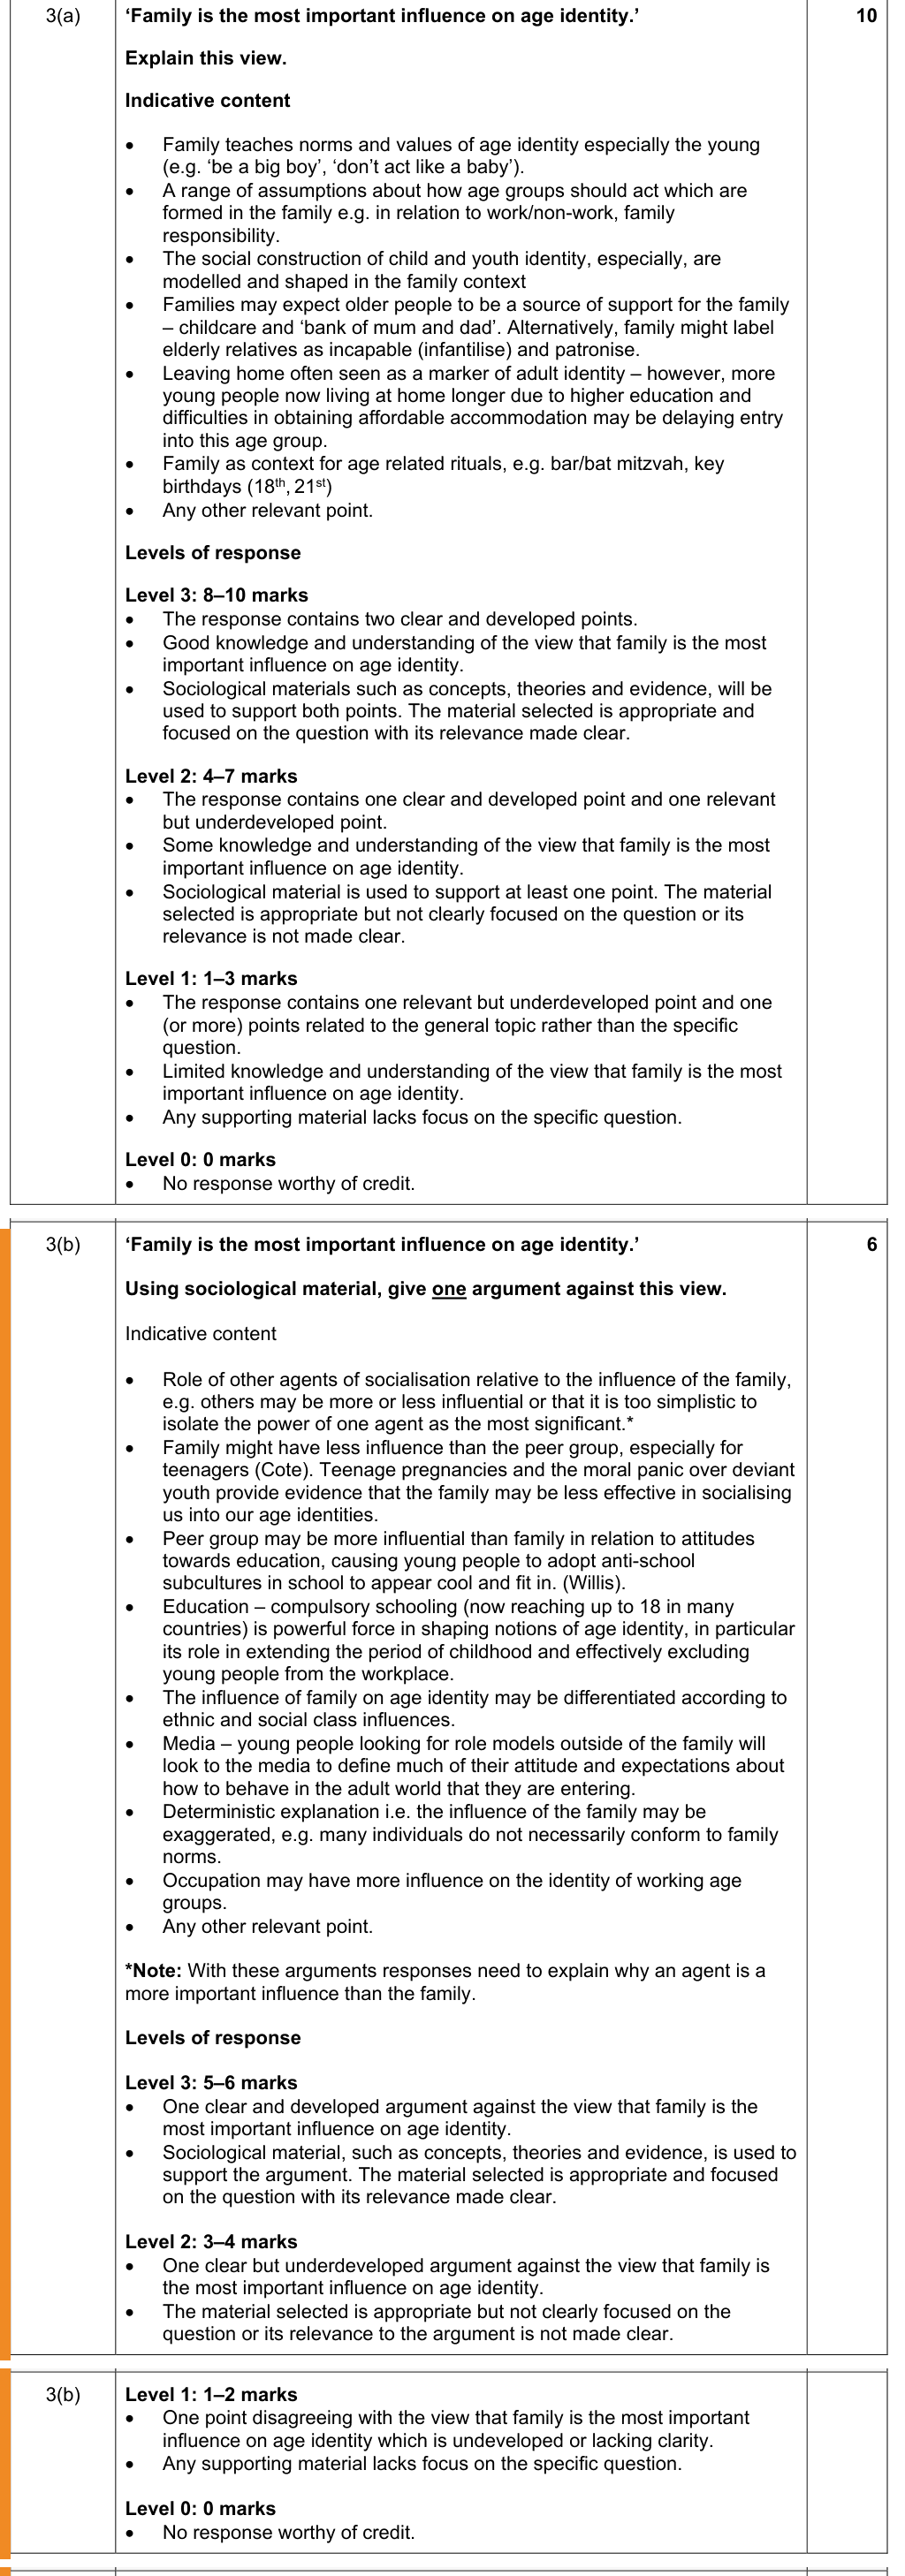 3(a) ‘Family is the most important influence on age identity.’ 10
Explain this view.
Indicative content
• Family teaches norms and values of age identity especially the young
(e.g. ‘be a big boy’, ‘don’t act like a baby’).
• A range of assumptions about how age groups should act which are
formed in the family e.g. in relation to work/non-work, family
responsibility.
• The social construction of child and youth identity, especially, are
modelled and shaped in the family context
• Families may expect older people to be a source of support for the family
– childcare and ‘bank of mum and dad’. Alternatively, family might label
elderly relatives as incapable (infantilise) and patronise.
• Leaving home often seen as a marker of adult identity – however, more
young people now living at home longer due to higher education and
difficulties in obtaining affordable accommodation may be delaying entry
into this age group.
• Family as context for age related rituals, e.g. bar/bat mitzvah, key
birthdays (18th, 21st)
• Any other relevant point.
Levels of response
Level 3: 8–10 marks
• The response contains two clear and developed points.
• Good knowledge and understanding of the view that family is the most
important influence on age identity.
• Sociological materials such as concepts, theories and evidence, will be
used to support both points. The material selected is appropriate and
focused on the question with its relevance made clear.
Level 2: 4–7 marks
• The response contains one clear and developed point and one relevant
but underdeveloped point.
• Some knowledge and understanding of the view that family is the most
important influence on age identity.
• Sociological material is used to support at least one point. The material
selected is appropriate but not clearly focused on the question or its
relevance is not made clear.
Level 1: 1–3 marks
• The response contains one relevant but underdeveloped point and one
(or more) points related to the general topic rather than the specific
question.
• Limited knowledge and understanding of the view that family is the most
important influence on age identity.
• Any supporting material lacks focus on the specific question.
Level 0: 0 marks
• No response worthy of credit.
3(b) ‘Family is the most important influence on age identity.’ 6
Using sociological material, give one argument against this view.
Indicative content
• Role of other agents of socialisation relative to the influence of the family,
e.g. others may be more or less influential or that it is too simplistic to
isolate the power of one agent as the most significant.*
• Family might have less influence than the peer group, especially for
teenagers (Cote). Teenage pregnancies and the moral panic over deviant
youth provide evidence that the family may be less effective in socialising
us into our age identities.
• Peer group may be more influential than family in relation to attitudes
towards education, causing young people to adopt anti-school
subcultures in school to appear cool and fit in. (Willis).
• Education – compulsory schooling (now reaching up to 18 in many
countries) is powerful force in shaping notions of age identity, in particular
its role in extending the period of childhood and effectively excluding
young people from the workplace.
• The influence of family on age identity may be differentiated according to
ethnic and social class influences.
• Media – young people looking for role models outside of the family will
look to the media to define much of their attitude and expectations about
how to behave in the adult world that they are entering.
• Deterministic explanation i.e. the influence of the family may be
exaggerated, e.g. many individuals do not necessarily conform to family
norms.
• Occupation may have more influence on the identity of working age
groups.
• Any other relevant point.
*Note: With these arguments responses need to explain why an agent is a
more important influence than the family.
Levels of response
Level 3: 5–6 marks
• One clear and developed argument against the view that family is the
most important influence on age identity.
• Sociological material, such as concepts, theories and evidence, is used to
support the argument. The material selected is appropriate and focused
on the question with its relevance made clear.
Level 2: 3–4 marks
• One clear but underdeveloped argument against the view that family is
the most important influence on age identity.
• The material selected is appropriate but not clearly focused on the
question or its relevance to the argument is not made clear.
3(b) Level 1: 1–2 marks
• One point disagreeing with the view that family is the most important
influence on age identity which is undeveloped or lacking clarity.
• Any supporting material lacks focus on the specific question.
Level 0: 0 marks
• No response worthy of credit.